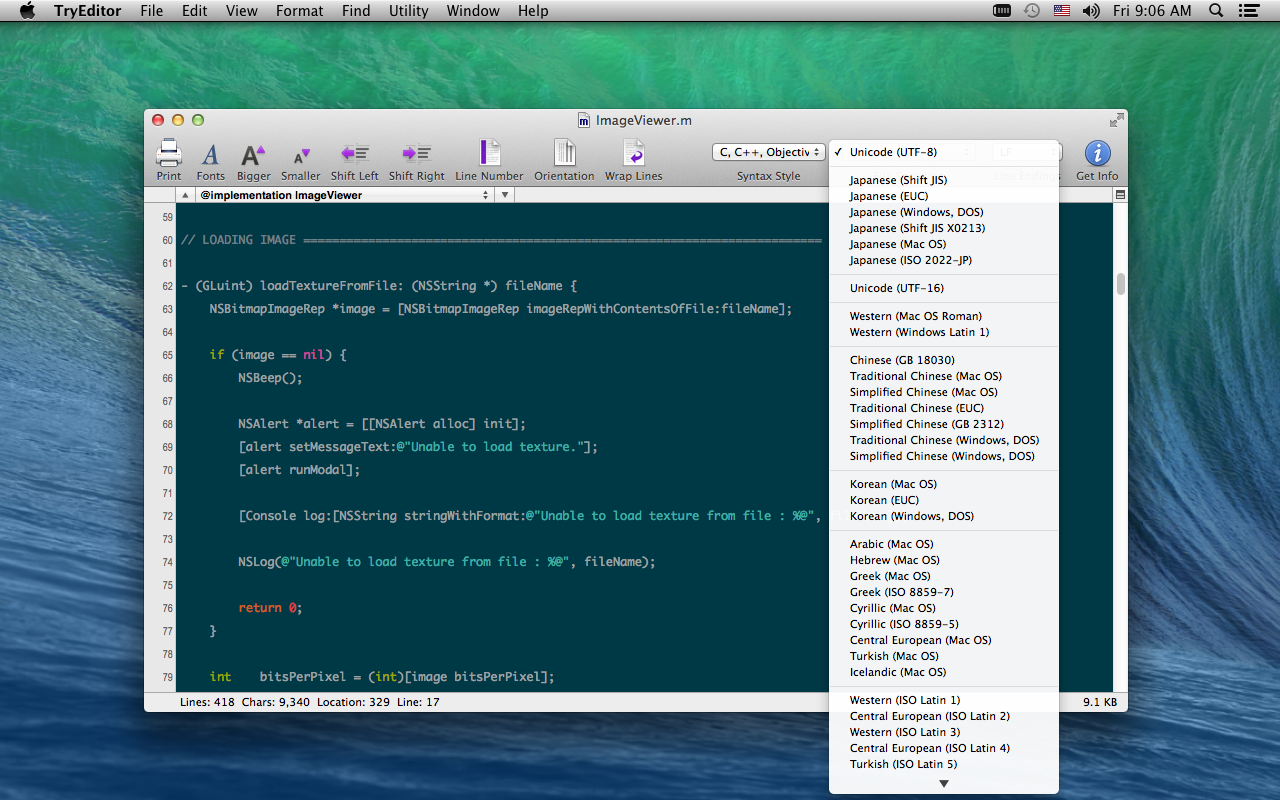 TryEditor File Edit View Format Find Utility Window Help Fri 9:06 AM
ImageViewer.m
C, C++, Objectiv
Print Fonts Bigger Smaller Shift Left Shift Right Line Number Orientation Wrap Lines Syntax Style Get Info
@implementation ImageViewer
59
60 // LOADING IMAGE ========================================================================
61
62 - (GLuint) loadTextureFromFile: (NSString *) fileName {
63 NSBitmapImageRep *image = [NSBitmapImageRep imageRepWithContentsOfFile:fileName];
64
65 if (image == nil) {
66 NSBeep();
67
68 NSAlert *alert = [[NSAlert alloc] init];
69 [alert setMessageText:@"Unable to load texture."];
70 [alert runModal];
71
72 [Console log:[NSString stringWithFormat:@"Unable to load texture from file : %@",
73
74 NSLog(@"Unable to load texture from file : %@", fileName);
75
76 return 0;
77 }
78
79 int bitsPerPixel = (int)[image bitsPerPixel];
Lines: 418 Chars: 9,340 Location: 329 Line: 17
9.1 KB
✓ Unicode (UTF-8)
Japanese (Shift JIS)
Japanese (EUC)
Japanese (Windows, DOS)
Japanese (Shift JIS X0213)
Japanese (Mac OS)
Japanese (ISO 2022-JP)
Unicode (UTF-16)
Western (Mac OS Roman)
Western (Windows Latin 1)
Chinese (GB 18030)
Traditional Chinese (Mac OS)
Simplified Chinese (Mac OS)
Traditional Chinese (EUC)
Simplified Chinese (GB 2312)
Traditional Chinese (Windows, DOS)
Simplified Chinese (Windows, DOS)
Korean (Mac OS)
Korean (EUC)
Korean (Windows, DOS)
Arabic (Mac OS)
Hebrew (Mac OS)
Greek (Mac OS)
Greek (ISO 8859-7)
Cyrillic (Mac OS)
Cyrillic (ISO 8859-5)
Central European (Mac OS)
Turkish (Mac OS)
Icelandic (Mac OS)
Western (ISO Latin 1)
Central European (ISO Latin 2)
Western (ISO Latin 3)
Central European (ISO Latin 4)
Turkish (ISO Latin 5)